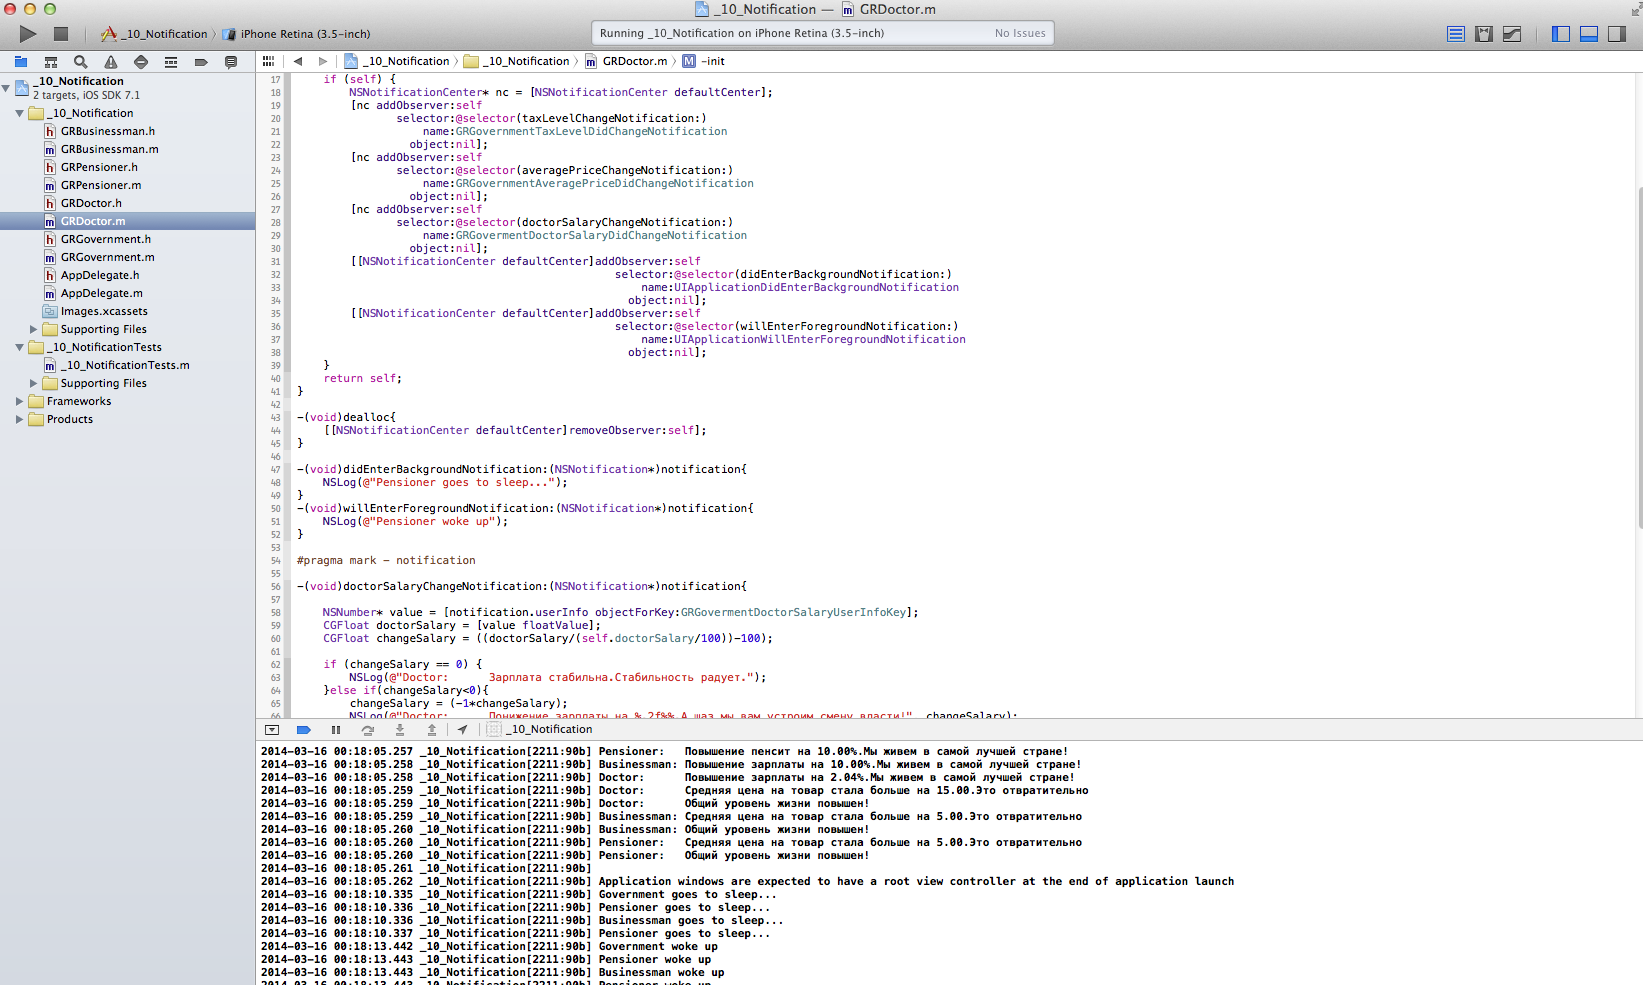 _10_Notification — GRDoctor.m
_10_Notification 〉 iPhone Retina (3.5-inch)
Running _10_Notification on iPhone Retina (3.5-inch) No Issues
_10_Notification 〉 _10_Notification 〉 GRDoctor.m 〉 M -init
_10_Notification
2 targets, iOS SDK 7.1
_10_Notification
h GRBusinessman.h
m GRBusinessman.m
h GRPensioner.h
m GRPensioner.m
h GRDoctor.h
m GRDoctor.m
h GRGovernment.h
m GRGovernment.m
h AppDelegate.h
m AppDelegate.m
Images.xcassets
Supporting Files
_10_NotificationTests
m _10_NotificationTests.m
Supporting Files
Frameworks
Products
17 if (self) {
18 NSNotificationCenter* nc = [NSNotificationCenter defaultCenter];
19 [nc addObserver:self
20 selector:@selector(taxLevelChangeNotification:)
21 name:GRGovernmentTaxLevelDidChangeNotification
22 object:nil];
23 [nc addObserver:self
24 selector:@selector(averagePriceChangeNotification:)
25 name:GRGovernmentAveragePriceDidChangeNotification
26 object:nil];
27 [nc addObserver:self
28 selector:@selector(doctorSalaryChangeNotification:)
29 name:GRGovermentDoctorSalaryDidChangeNotification
30 object:nil];
31 [[NSNotificationCenter defaultCenter]addObserver:self
32 selector:@selector(didEnterBackgroundNotification:)
33 name:UIApplicationDidEnterBackgroundNotification
34 object:nil];
35 [[NSNotificationCenter defaultCenter]addObserver:self
36 selector:@selector(willEnterForegroundNotification:)
37 name:UIApplicationWillEnterForegroundNotification
38 object:nil];
39 }
40 return self;
41 }
42
43 -(void)dealloc{
44 [[NSNotificationCenter defaultCenter]removeObserver:self];
45 }
46
47 -(void)didEnterBackgroundNotification:(NSNotification*)notification{
48 NSLog(@"Pensioner goes to sleep...");
49 }
50 -(void)willEnterForegroundNotification:(NSNotification*)notification{
51 NSLog(@"Pensioner woke up");
52 }
53
54 #pragma mark - notification
55
56 -(void)doctorSalaryChangeNotification:(NSNotification*)notification{
57
58 NSNumber* value = [notification.userInfo objectForKey:GRGovermentDoctorSalaryUserInfoKey];
59 CGFloat doctorSalary = [value floatValue];
60 CGFloat changeSalary = ((doctorSalary/(self.doctorSalary/100))-100);
61
62 if (changeSalary == 0) {
63 NSLog(@"Doctor: Зарплата стабильна.Стабильность радует.");
64 }else if(changeSalary<0){
65 changeSalary = (-1*changeSalary);
66 NSLog(@"Doctor: Понижение зарплаты на %.2f%%.А щаз мы вам устроим смену власти!", changeSalary);
_10_Notification
2014-03-16 00:18:05.257 _10_Notification[2211:90b] Pensioner: Повышение пенсит на 10.00%.Мы живем в самой лучшей стране!
2014-03-16 00:18:05.258 _10_Notification[2211:90b] Businessman: Повышение зарплаты на 10.00%.Мы живем в самой лучшей стране!
2014-03-16 00:18:05.258 _10_Notification[2211:90b] Doctor: Повышение зарплаты на 2.04%.Мы живем в самой лучшей стране!
2014-03-16 00:18:05.259 _10_Notification[2211:90b] Doctor: Средняя цена на товар стала больше на 15.00.Это отвратительно
2014-03-16 00:18:05.259 _10_Notification[2211:90b] Doctor: Общий уровень жизни повышен!
2014-03-16 00:18:05.259 _10_Notification[2211:90b] Businessman: Средняя цена на товар стала больше на 5.00.Это отвратительно
2014-03-16 00:18:05.260 _10_Notification[2211:90b] Businessman: Общий уровень жизни повышен!
2014-03-16 00:18:05.260 _10_Notification[2211:90b] Pensioner: Средняя цена на товар стала больше на 5.00.Это отвратительно
2014-03-16 00:18:05.260 _10_Notification[2211:90b] Pensioner: Общий уровень жизни повышен!
2014-03-16 00:18:05.261 _10_Notification[2211:90b]
2014-03-16 00:18:05.262 _10_Notification[2211:90b] Application windows are expected to have a root view controller at the end of application launch
2014-03-16 00:18:10.335 _10_Notification[2211:90b] Government goes to sleep...
2014-03-16 00:18:10.336 _10_Notification[2211:90b] Pensioner goes to sleep...
2014-03-16 00:18:10.336 _10_Notification[2211:90b] Businessman goes to sleep...
2014-03-16 00:18:10.337 _10_Notification[2211:90b] Pensioner goes to sleep...
2014-03-16 00:18:13.442 _10_Notification[2211:90b] Government woke up
2014-03-16 00:18:13.443 _10_Notification[2211:90b] Pensioner woke up
2014-03-16 00:18:13.443 _10_Notification[2211:90b] Businessman woke up
2014-03-16 00:18:13.443 _10_Notification[2211:90b] Pensioner woke up